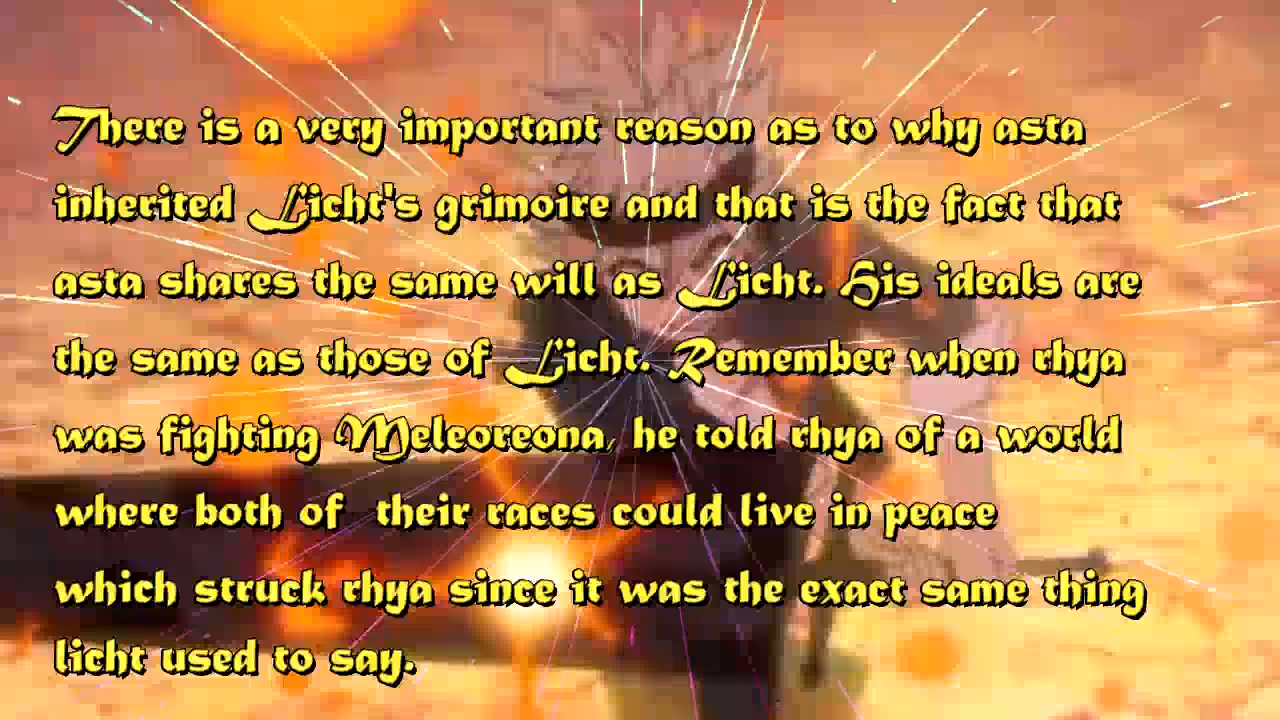 There is a very important reason as to why asta
inherited Licht's grimoire and that is the fact that
asta shares the same will as Licht. His ideals are
the same as those of Licht. Remember when rhya
was fighting Meleoreona, he told rhya of a world
where both of their races could live in peace
which struck rhya since it was the exact same thing
licht used to say.